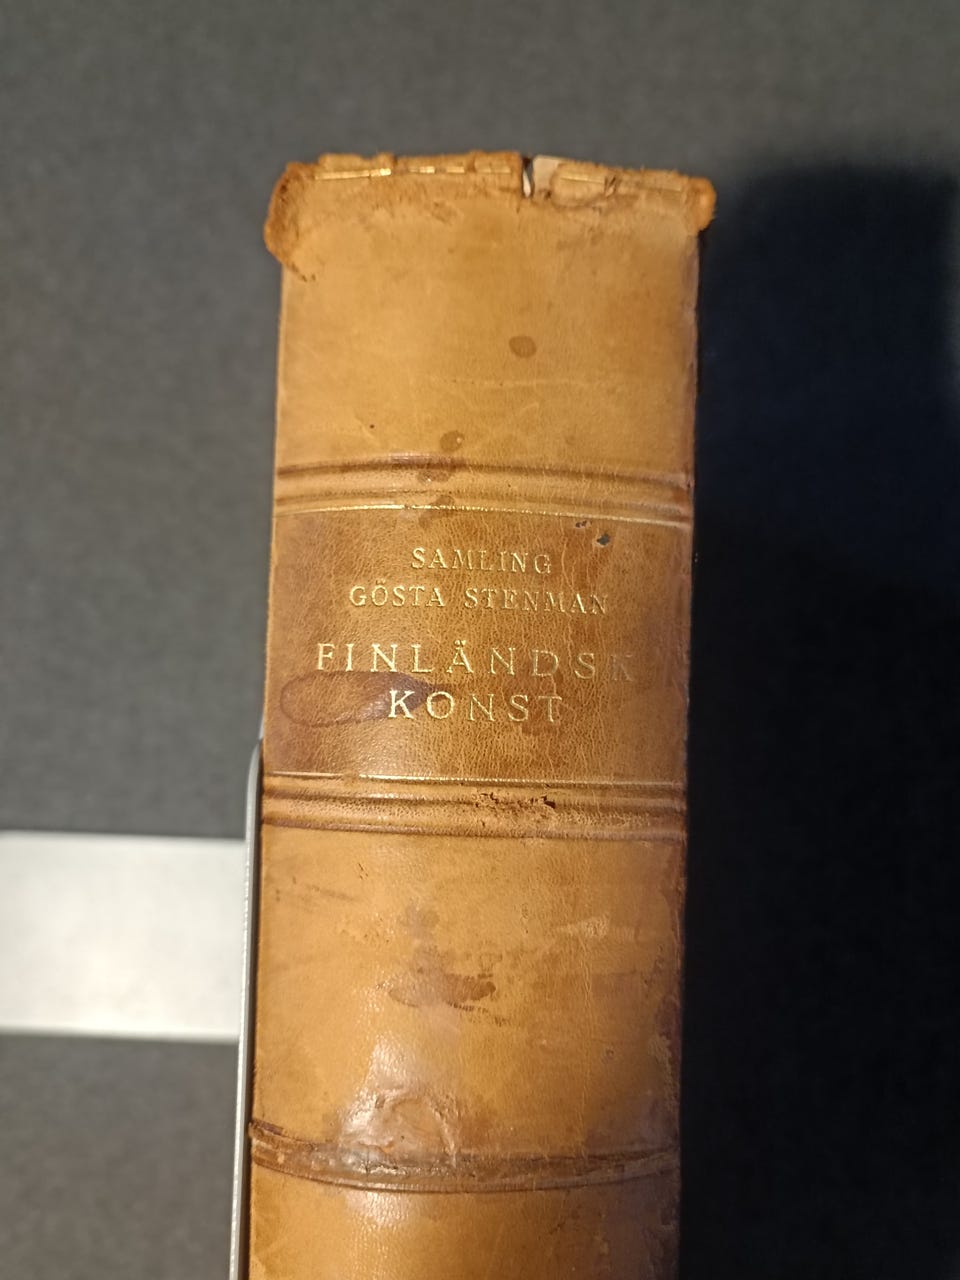 SAMLING
GÖSTA STENMAN
FINLÄNDSK
KONST